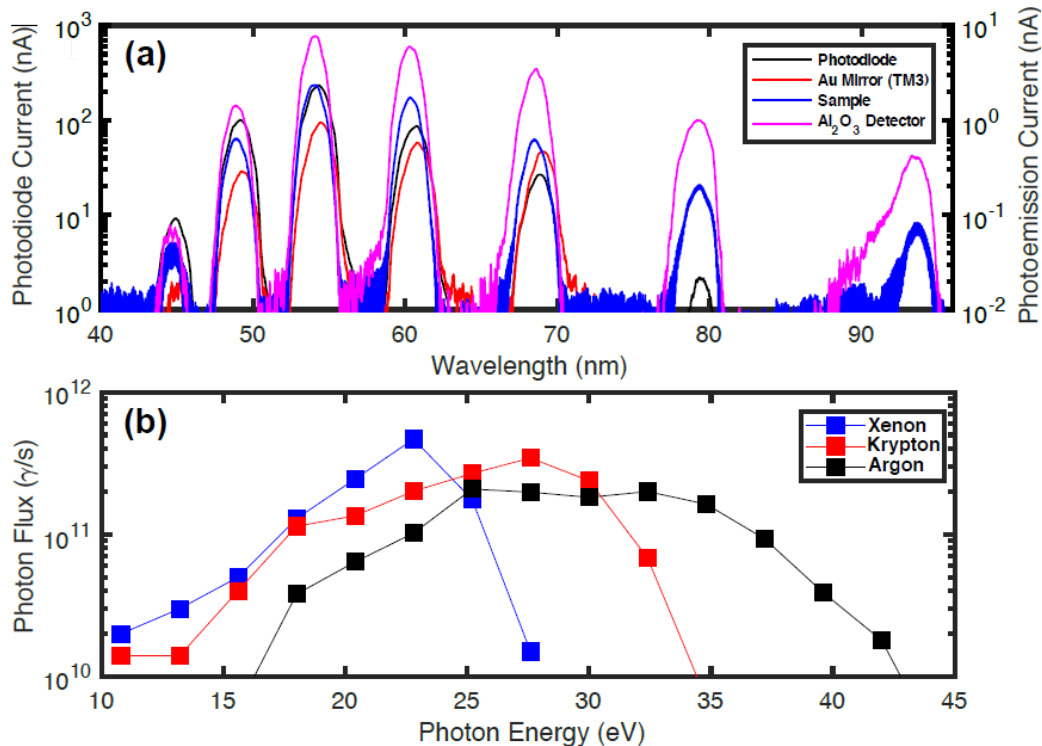 (a)
Photodiode Current (nA)|
10³
10²
10¹
10⁰
Photodiode
Au Mirror (TM3)
Sample
Al₂O₃ Detector
10¹
10⁰
10⁻¹
10⁻²
Photoemission Current (nA)
40 50 60 70 80 90
Wavelength (nm)
(b)
Photon Flux (γ/s)
10¹²
10¹¹
10¹⁰
Xenon
Krypton
Argon
10 15 20 25 30 35 40 45
Photon Energy (eV)